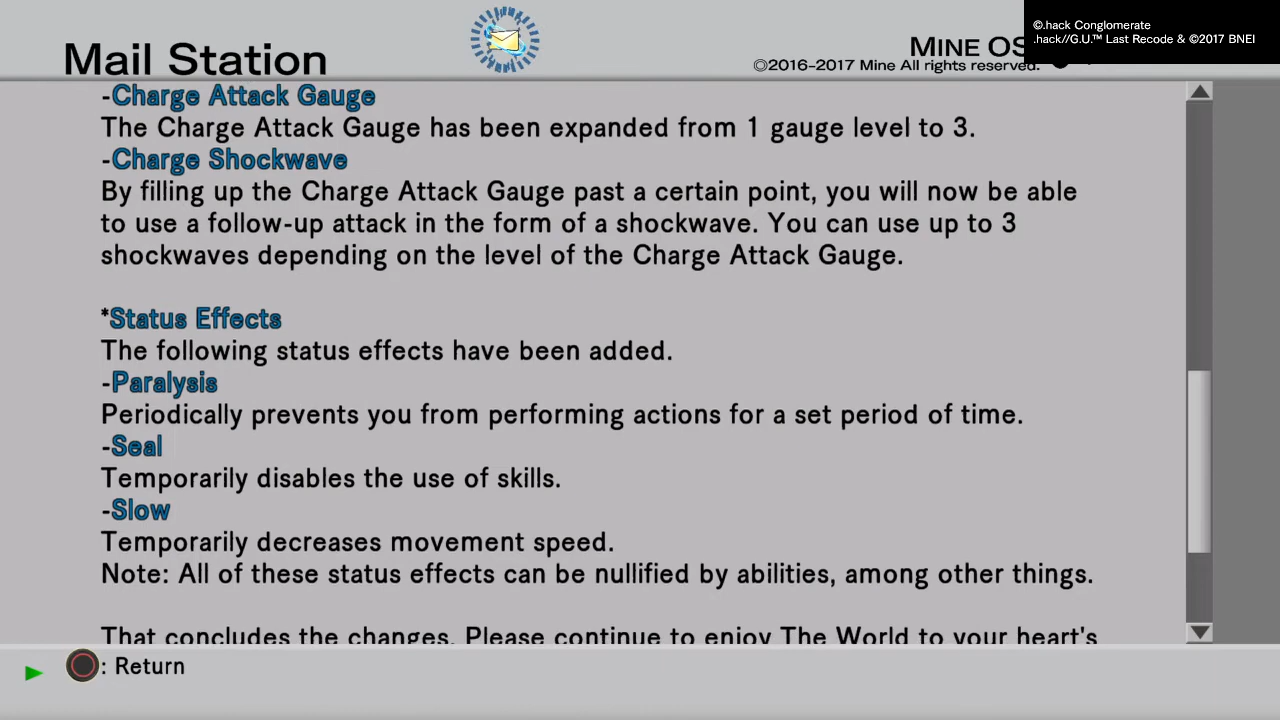 ©.hack Conglomerate
.hack//G.U.™ Last Recode & ©2017 BNEI
Mail Station
MINE OS
©2016-2017 Mine All rights reserved.
-Charge Attack Gauge
The Charge Attack Gauge has been expanded from 1 gauge level to 3.
-Charge Shockwave
By filling up the Charge Attack Gauge past a certain point, you will now be able
to use a follow-up attack in the form of a shockwave. You can use up to 3
shockwaves depending on the level of the Charge Attack Gauge.
*Status Effects
The following status effects have been added.
-Paralysis
Periodically prevents you from performing actions for a set period of time.
-Seal
Temporarily disables the use of skills.
-Slow
Temporarily decreases movement speed.
Note: All of these status effects can be nullified by abilities, among other things.
That concludes the changes. Please continue to enjoy The World to your heart's
: Return